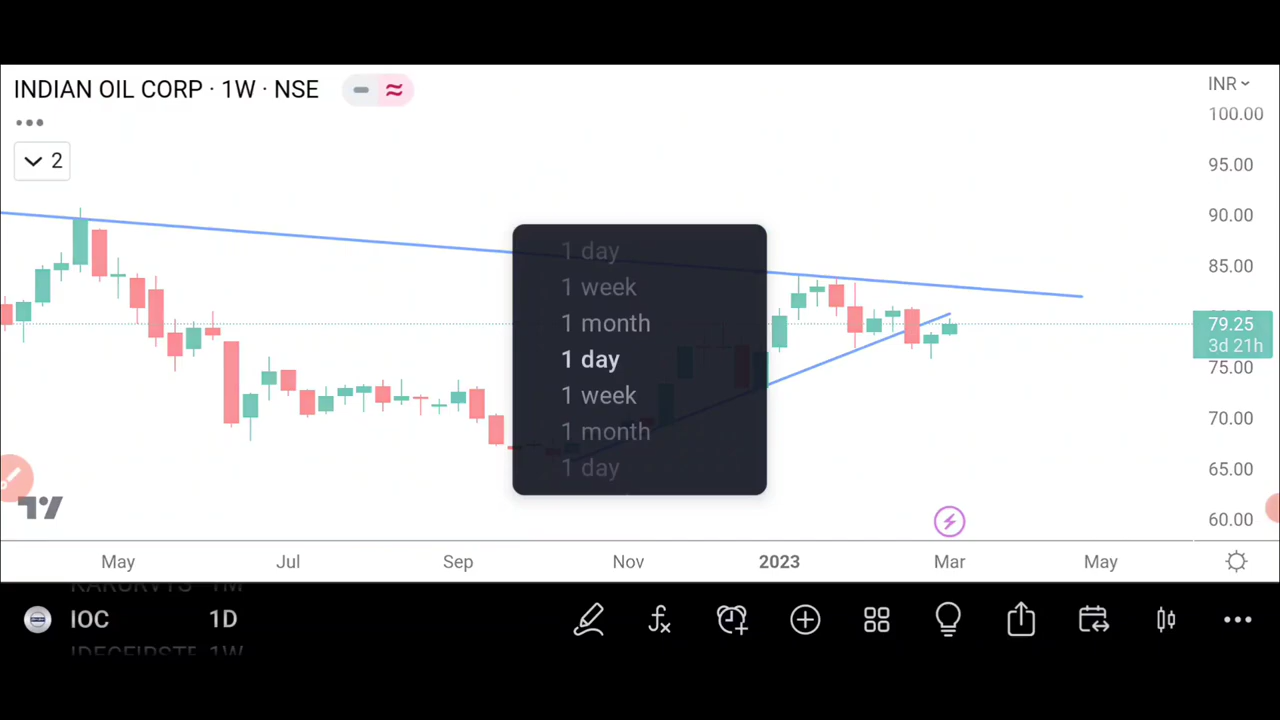 INDIAN OIL CORP · 1W · NSE
INR
100.00
2
95.00
90.00
85.00
79.25
3d 21h
75.00
70.00
65.00
60.00
1 day
1 week
1 month
1 day
1 week
1 month
1 day
May
Jul
Sep
Nov
2023
Mar
May
IOC 1D